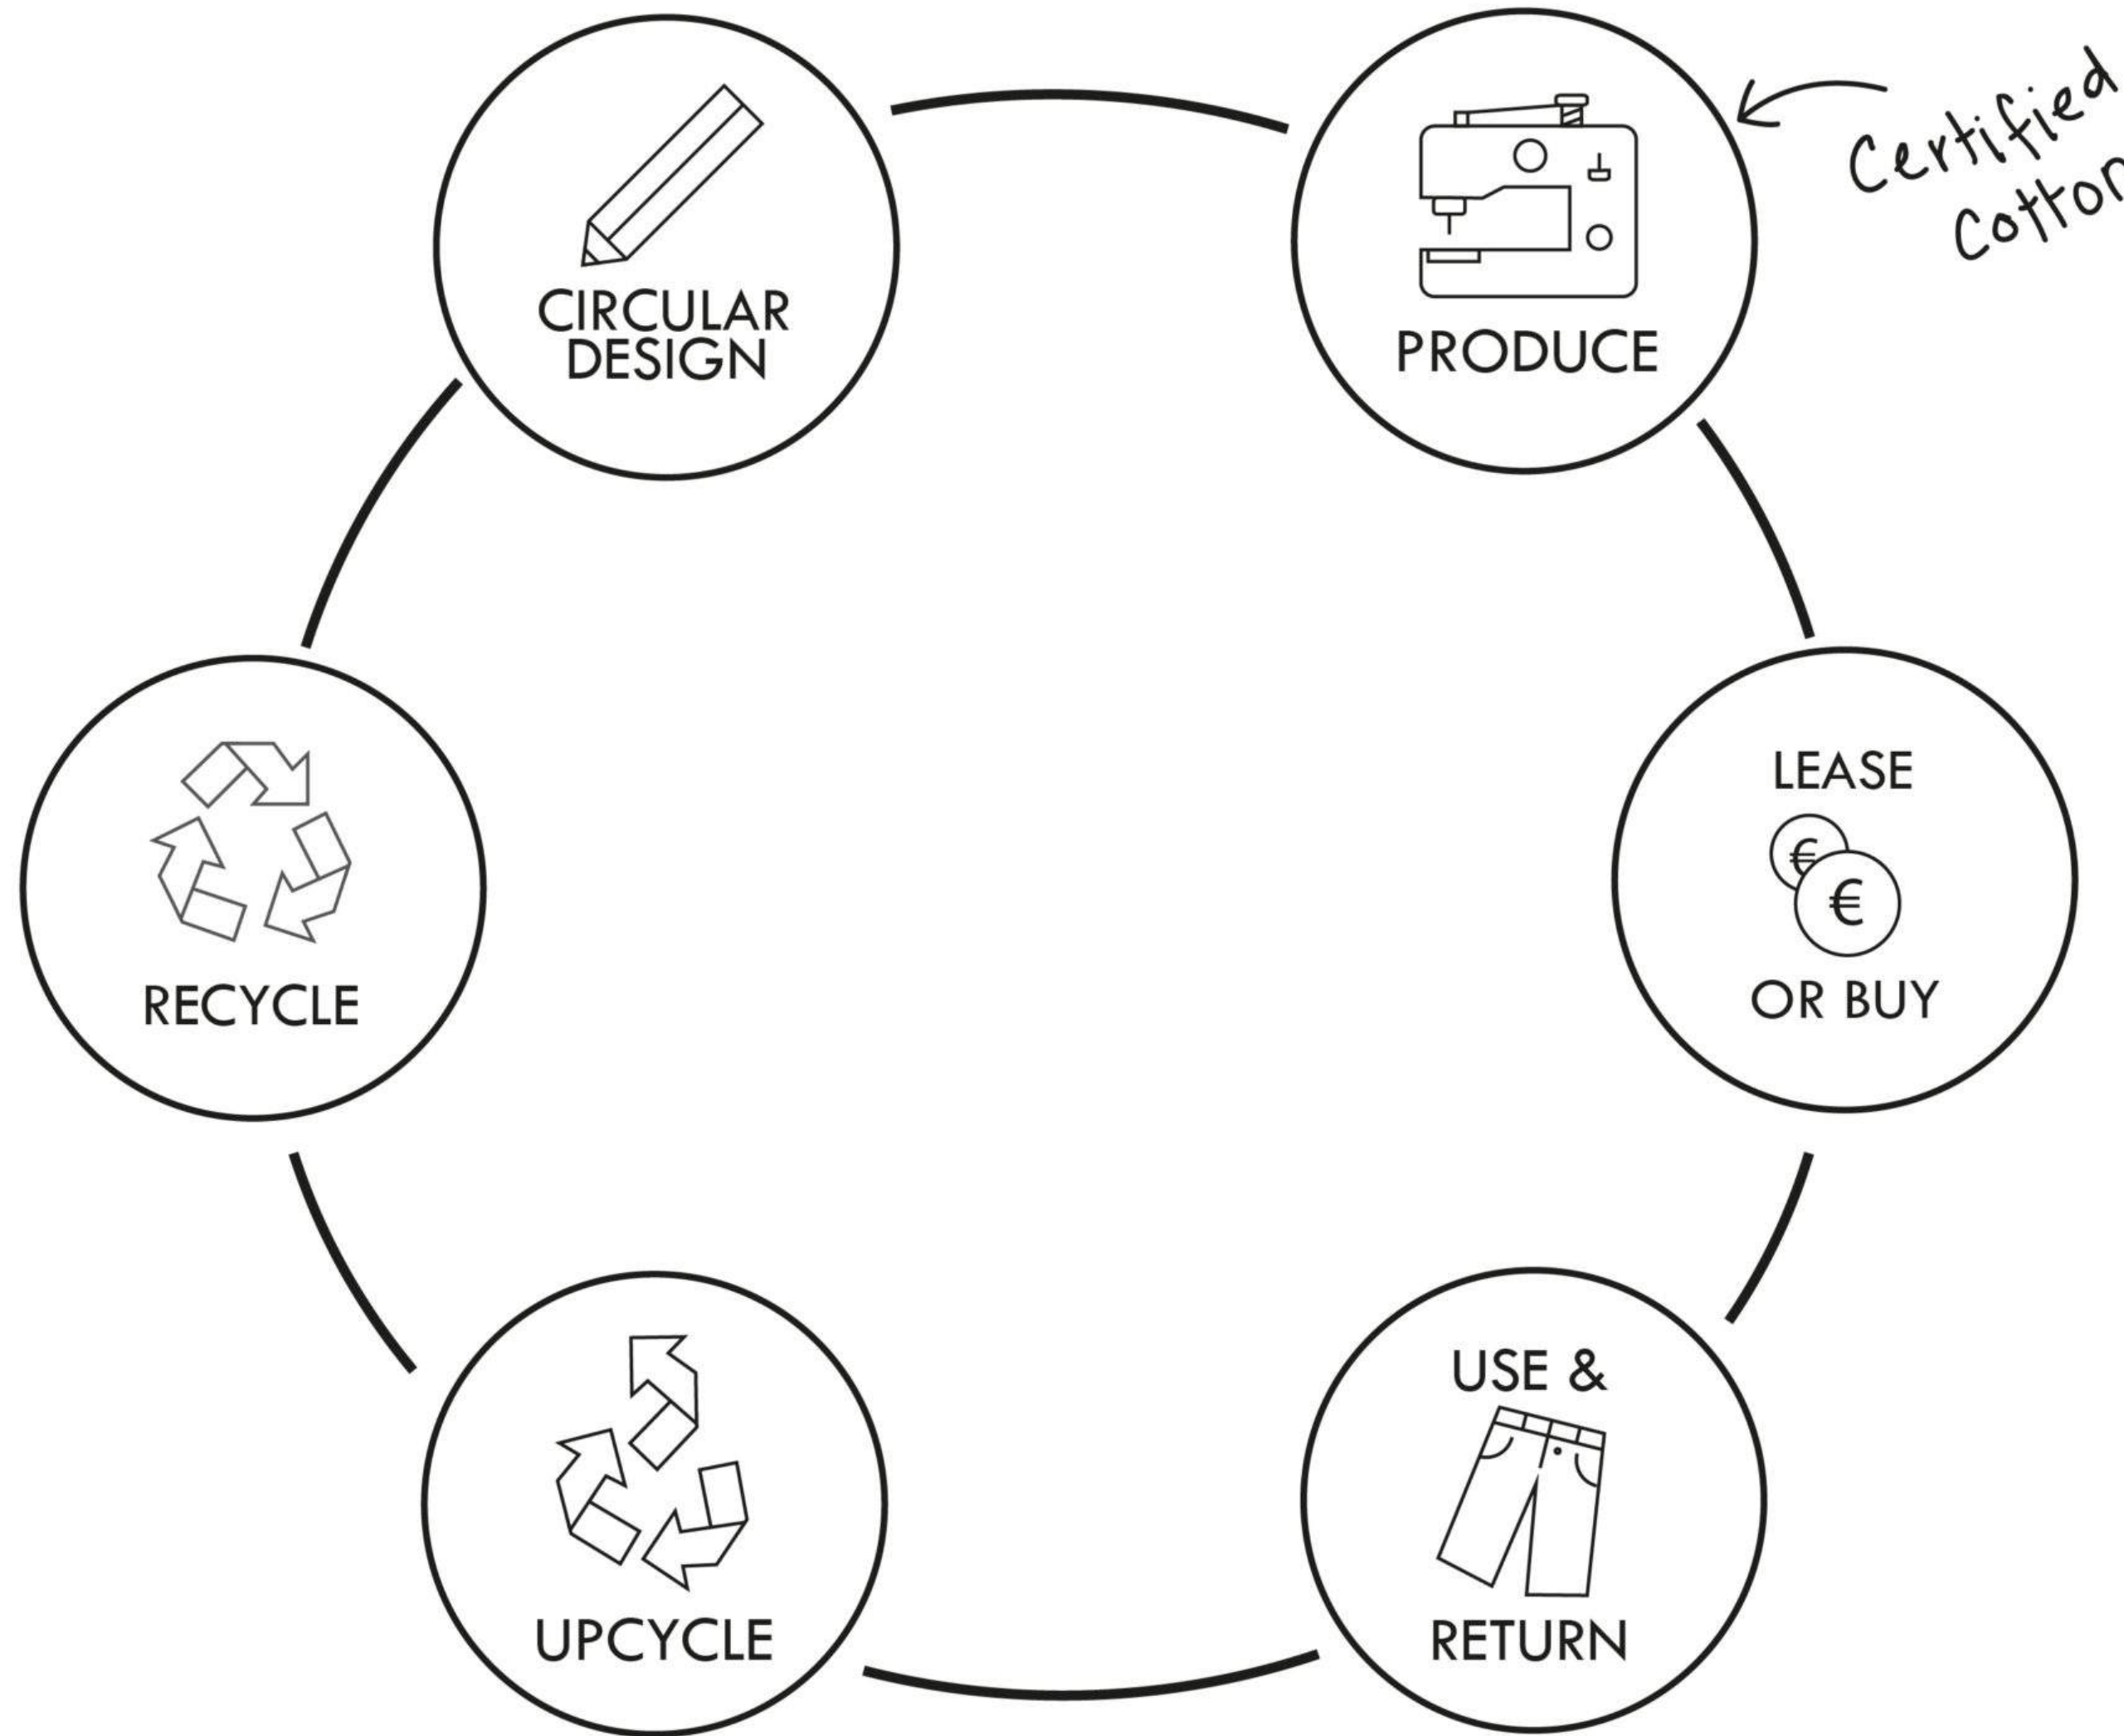 CIRCULAR
DESIGN
PRODUCE
Certified
Cotton
LEASE
€
€
OR BUY
USE &
RETURN
UPCYCLE
RECYCLE